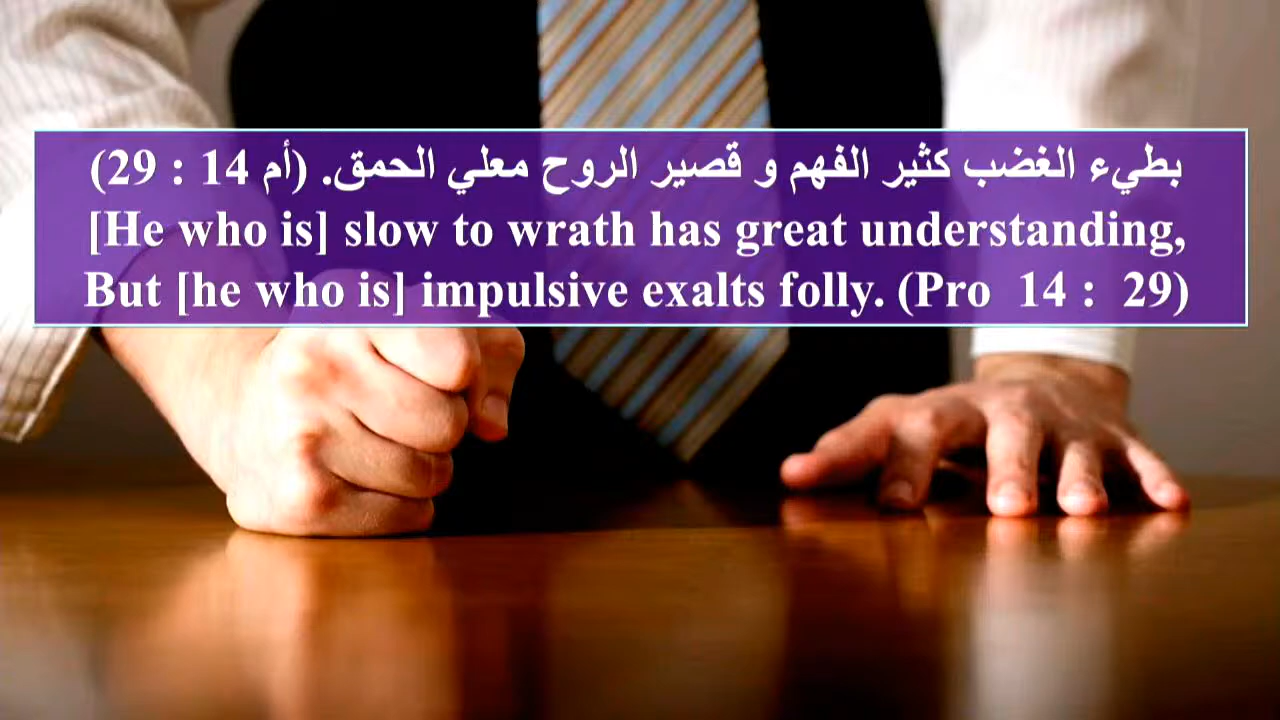 بطيء الغضب كثير الفهم و قصير الروح معلي الحمق. (أم 14 : 29)
[He who is] slow to wrath has great understanding,
But [he who is] impulsive exalts folly. (Pro  14 :  29)